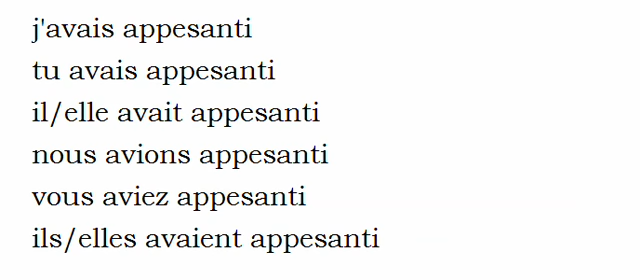 j'avais appesanti
tu avais appesanti
il/elle avait appesanti
nous avions appesanti
vous aviez appesanti
ils/elles avaient appesanti